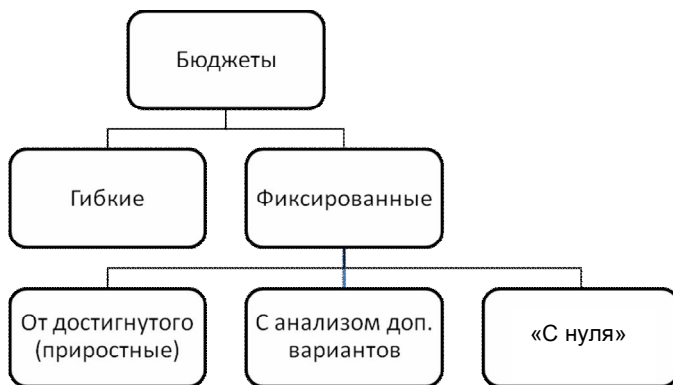 Бюджеты
Гибкие
Фиксированные
От достигнутого
(приростные)
С анализом доп.
вариантов
«С нуля»